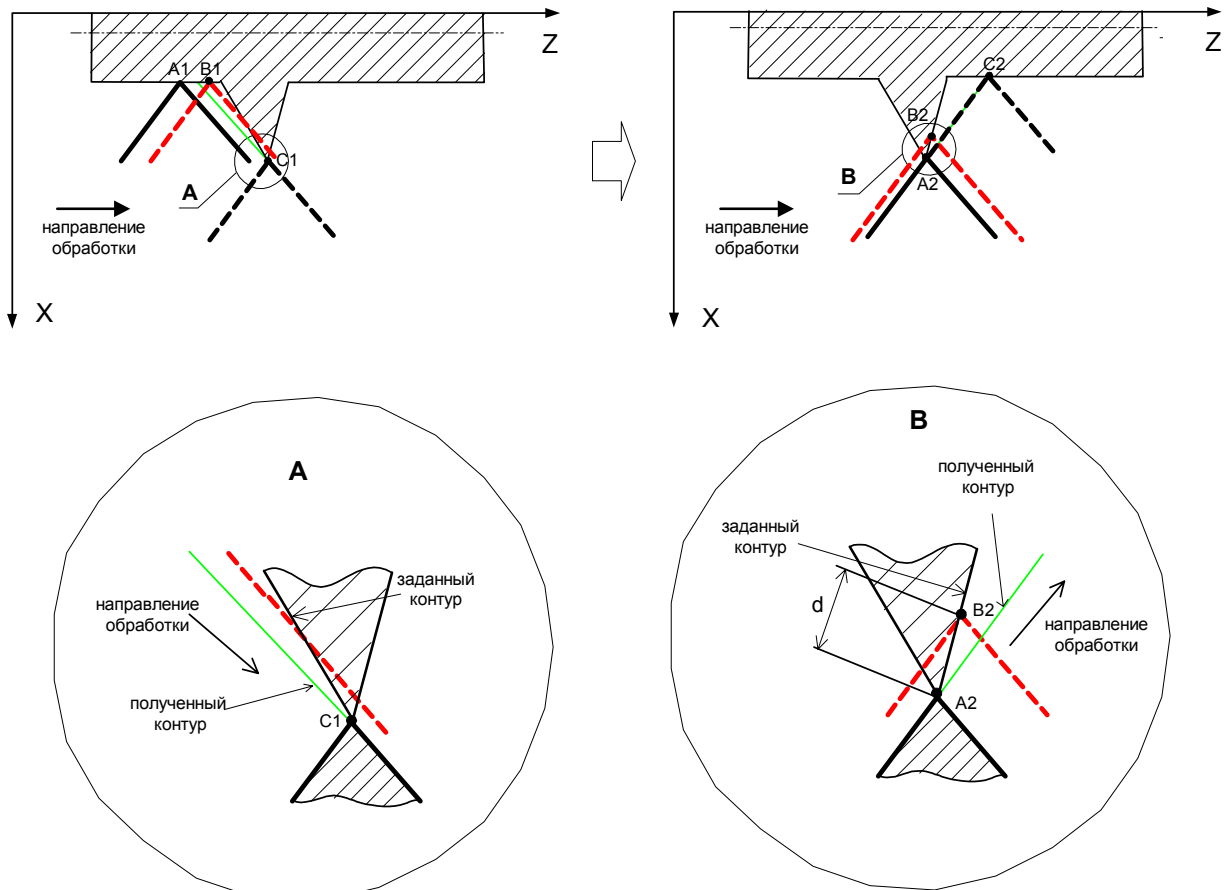 Z
A1
B1
C1
A
направление
обработки
X
Z
C2
B2
A2
B
направление
обработки
X
A
заданный
контур
направление
обработки
полученный
контур
C1
B
полученный
контур
заданный
контур
d
B2
направление
обработки
A2